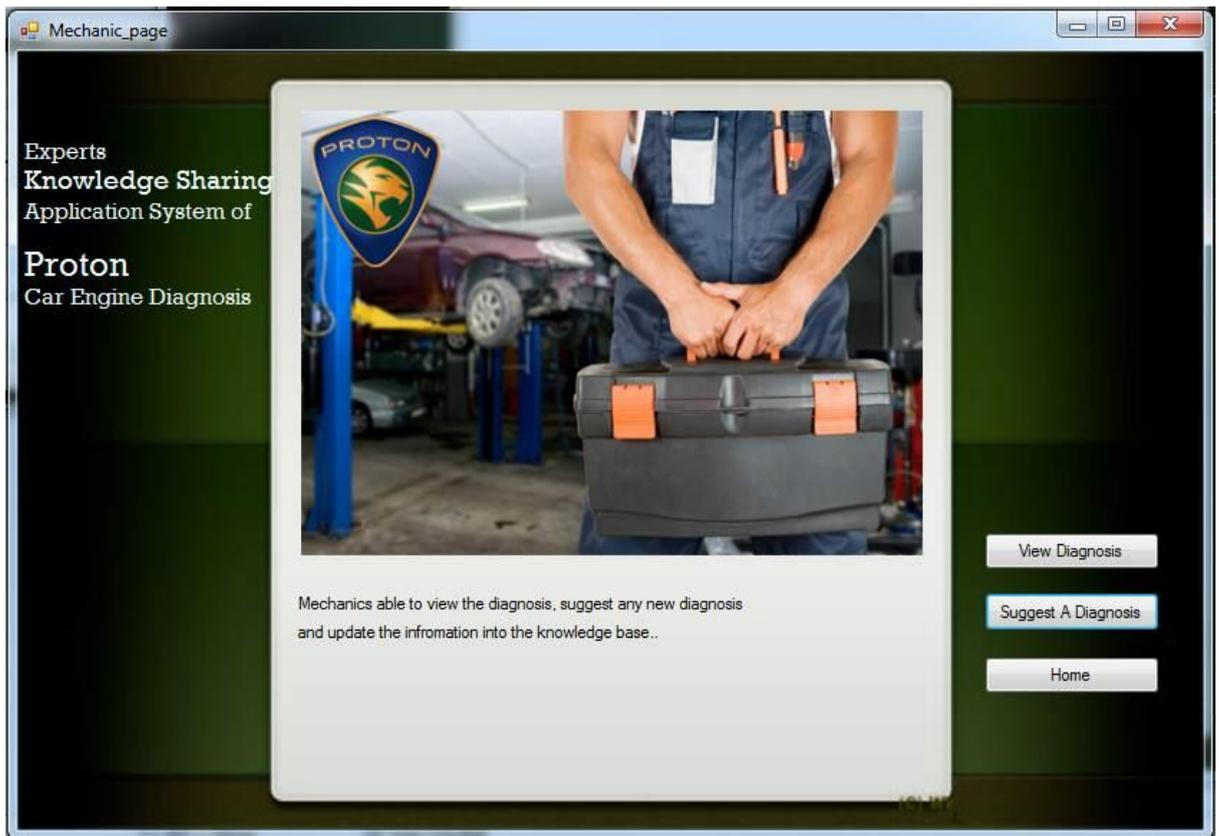 Mechanic_page
Experts
Knowledge Sharing
Application System of
Proton
Car Engine Diagnosis
PROTON
Mechanics able to view the diagnosis, suggest any new diagnosis
and update the infromation into the knowledge base..
View Diagnosis
Suggest A Diagnosis
Home